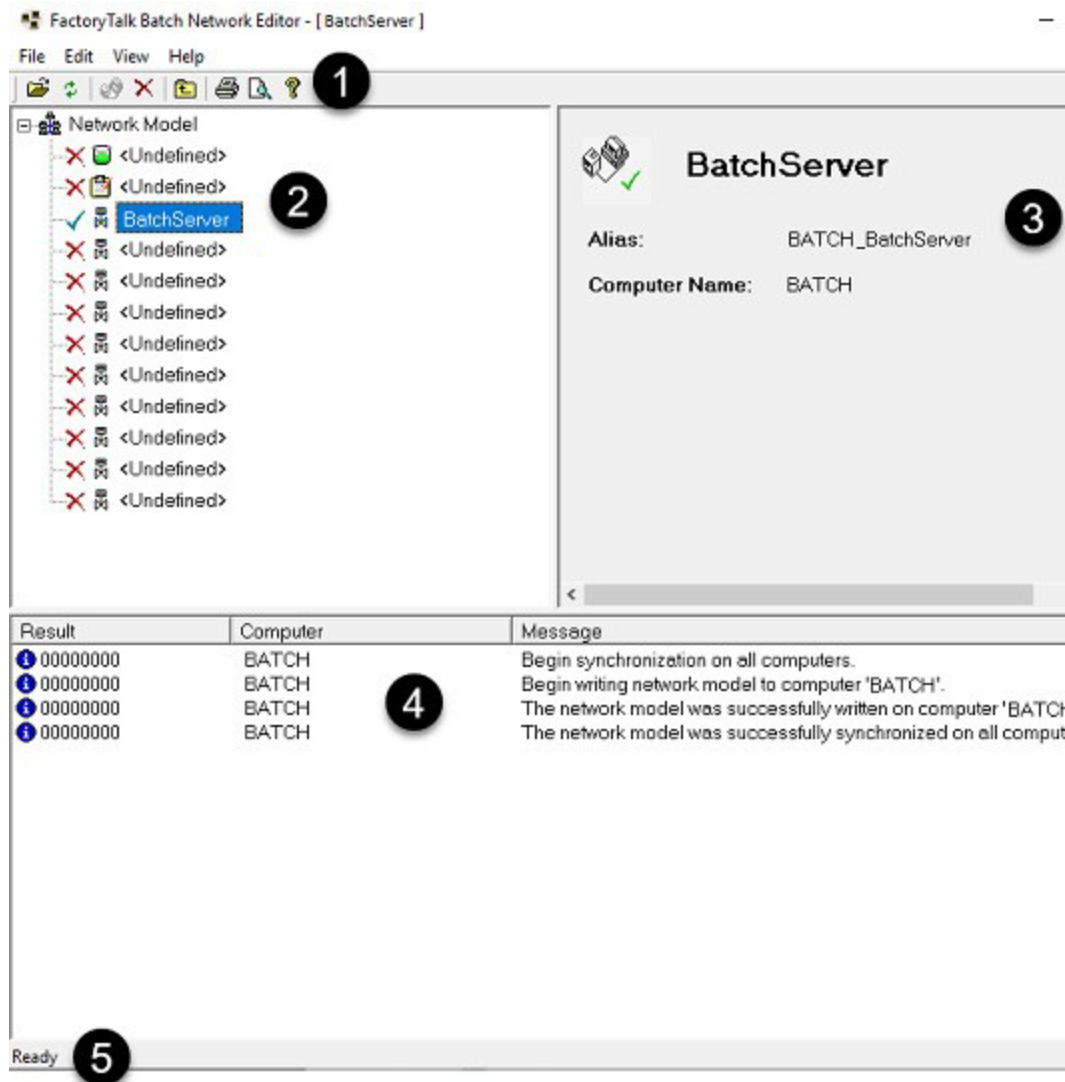 FactoryTalk Batch Network Editor - [ BatchServer ]
File Edit View Help
1
Network Model
<Undefined>
<Undefined>
2
BatchServer
<Undefined>
<Undefined>
<Undefined>
<Undefined>
<Undefined>
<Undefined>
<Undefined>
<Undefined>
<Undefined>
BatchServer
3
Alias: BATCH_BatchServer
Computer Name: BATCH
Result Computer Message
00000000 BATCH Begin synchronization on all computers.
00000000 BATCH Begin writing network model to computer 'BATCH'.
00000000 BATCH The network model was successfully written on computer 'BATCH
00000000 BATCH The network model was successfully synchronized on all comput
4
Ready
5